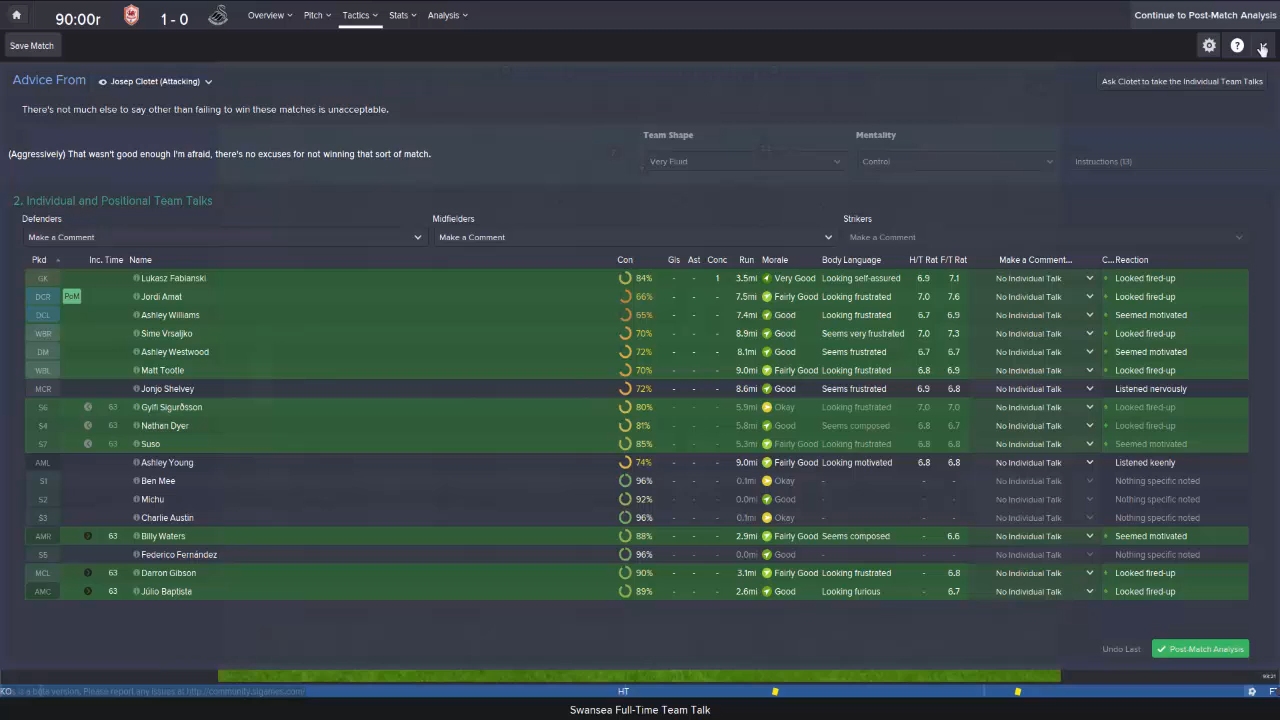 90:00r 1 - 0 Overview Pitch Tactics Stats Analysis Continue to Post-Match Analysis
Save Match ?
Advice From Josep Clotet (Attacking) Ask Clotet to take the Individual Team Talks
There's not much else to say other than failing to win these matches is unacceptable.
Team Shape Mentality
(Aggressively) That wasn't good enough I'm afraid, there's no excuses for not winning that sort of match.
Very Fluid Control Instructions (13)
2. Individual and Positional Team Talks
Defenders Midfielders Strikers
Make a Comment Make a Comment Make a Comment
Pkd Inc. Time Name Con Gls Ast Conc Run Morale Body Language H/T Rat F/T Rat Make a Comment... C... Reaction
GK Lukasz Fabianski 84% - - 1 3.5mi Very Good Looking self-assured 6.9 7.1 No Individual Talk Looked fired-up
DCR PoM Jordi Amat 66% - - - 7.5mi Fairly Good Looking frustrated 7.0 7.6 No Individual Talk Looked fired-up
DCL Ashley Williams 65% - - - 7.4mi Good Looking frustrated 6.7 6.9 No Individual Talk Seemed motivated
WBR Sime Vrsaljko 70% - - - 8.9mi Good Seems very frustrated 7.0 7.3 No Individual Talk Looked fired-up
DM Ashley Westwood 72% - - - 8.1mi Good Seems frustrated 6.7 6.7 No Individual Talk Seemed motivated
WBL Matt Tootle 70% - - - 9.0mi Fairly Good Looking frustrated 6.8 6.9 No Individual Talk Looked fired-up
MCR Jonjo Shelvey 72% - - - 8.6mi Good Seems frustrated 6.9 6.8 No Individual Talk Listened nervously
S6 63 Gylfi Sigurðsson 80% - - - 5.9mi Okay Looking frustrated 7.0 7.0 No Individual Talk Looked fired-up
S4 63 Nathan Dyer 81% - - - 5.8mi Good Seems composed 6.8 6.7 No Individual Talk Looked fired-up
S7 63 Suso 85% - - - 5.3mi Fairly Good Looking frustrated 6.8 6.8 No Individual Talk Seemed motivated
AML Ashley Young 74% - - - 9.0mi Fairly Good Looking motivated 6.8 6.8 No Individual Talk Listened keenly
S1 Ben Mee 96% - - - 0.1mi Okay - - - No Individual Talk Nothing specific noted
S2 Michu 92% - - - 0.0mi Good - - - No Individual Talk Nothing specific noted
S3 Charlie Austin 96% - - - 0.1mi Okay - - - No Individual Talk Nothing specific noted
AMR 63 Billy Waters 88% - - - 2.9mi Fairly Good Seems composed - 6.6 No Individual Talk Seemed motivated
S5 Federico Fernández 96% - - - 0.0mi Good - - - No Individual Talk Nothing specific noted
MCL 63 Darron Gibson 90% - - - 3.1mi Fairly Good Looking frustrated - 6.8 No Individual Talk Looked fired-up
AMC 63 Júlio Baptista 89% - - - 2.6mi Good Looking furious - 6.7 No Individual Talk Looked fired-up
Undo Last Post-Match Analysis
KO s is a beta version, Please report any issues at http://community.sigames.com/ HT F
Swansea Full-Time Team Talk